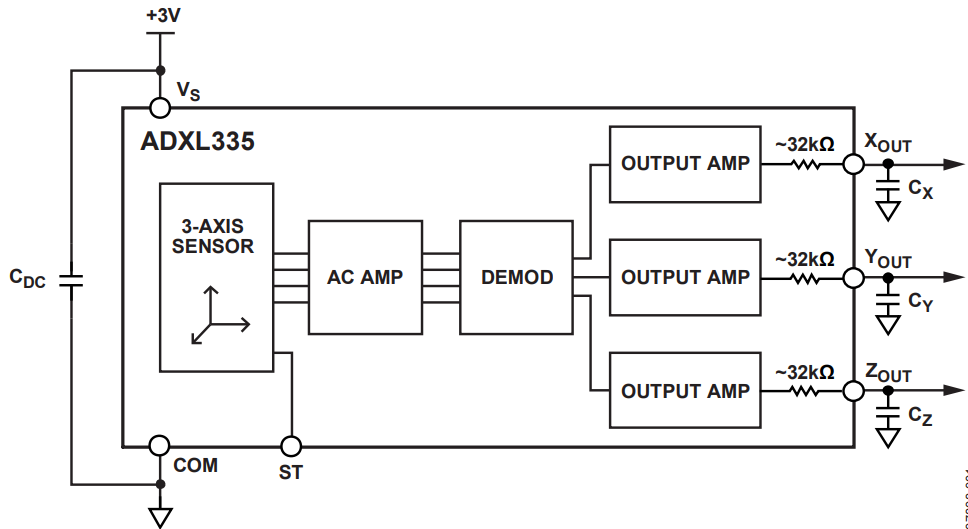 +3V
VS
ADXL335
3-AXIS
SENSOR
AC AMP
DEMOD
OUTPUT AMP
~32kΩ
XOUT
CX
OUTPUT AMP
~32kΩ
YOUT
CY
OUTPUT AMP
~32kΩ
ZOUT
CZ
CDC
COM
ST